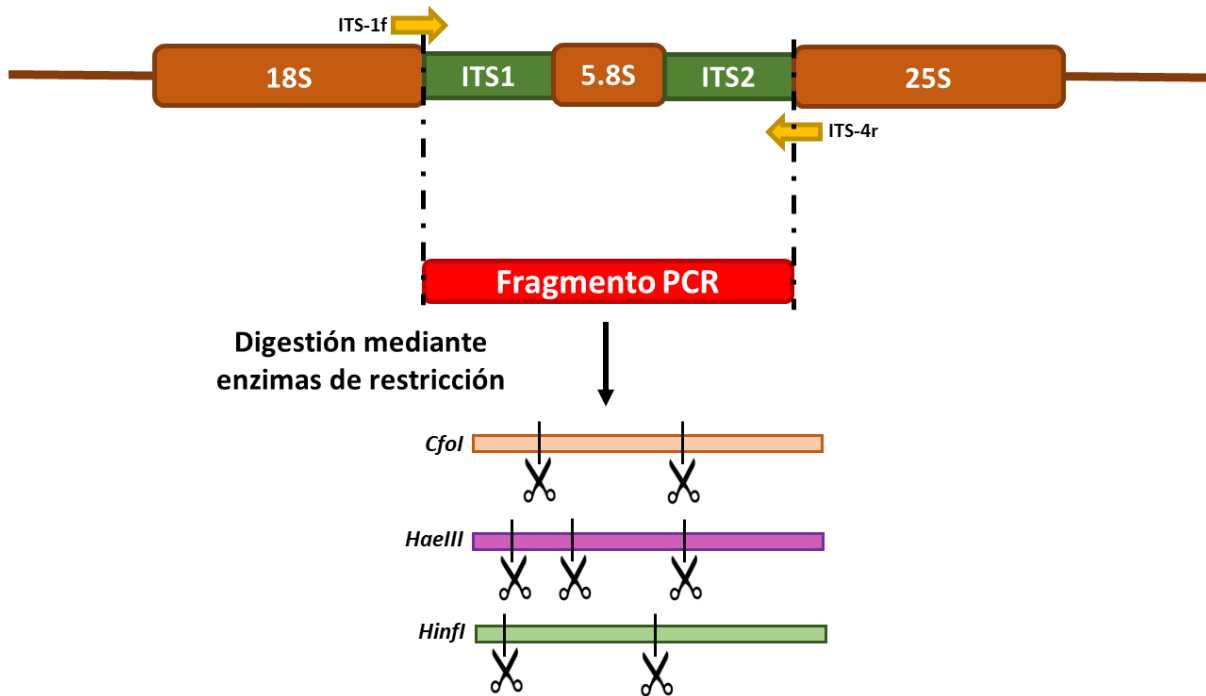 ITS-1f
18S
ITS1
5.8S
ITS2
25S
ITS-4r
Fragmento PCR
Digestión mediante
enzimas de restricción
CfoI
HaeIII
HinfI